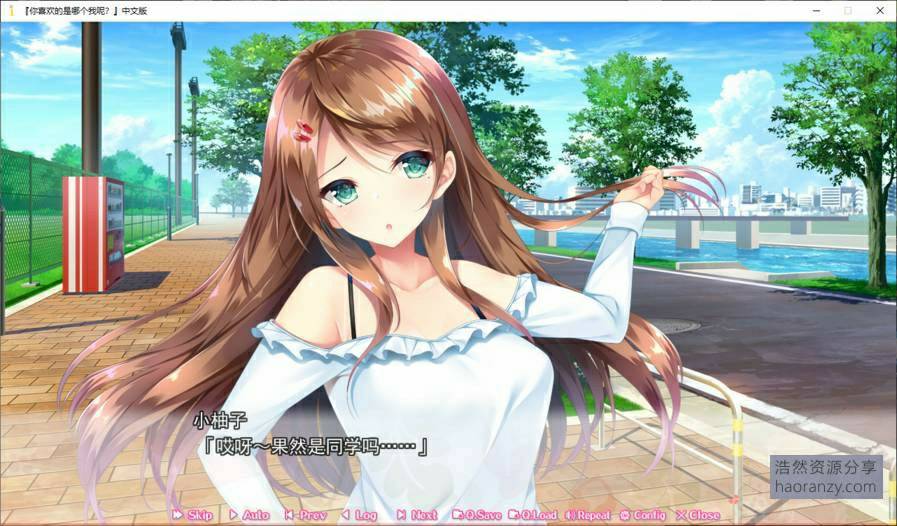 『你喜欢的是哪个我呢？』中文版
小柚子
「哎呀～果然是同学吗……」
浩然资源分享
haoranzy.com
Skip Auto Prev Log Next Q.Save Q.Load Repeat Config Close